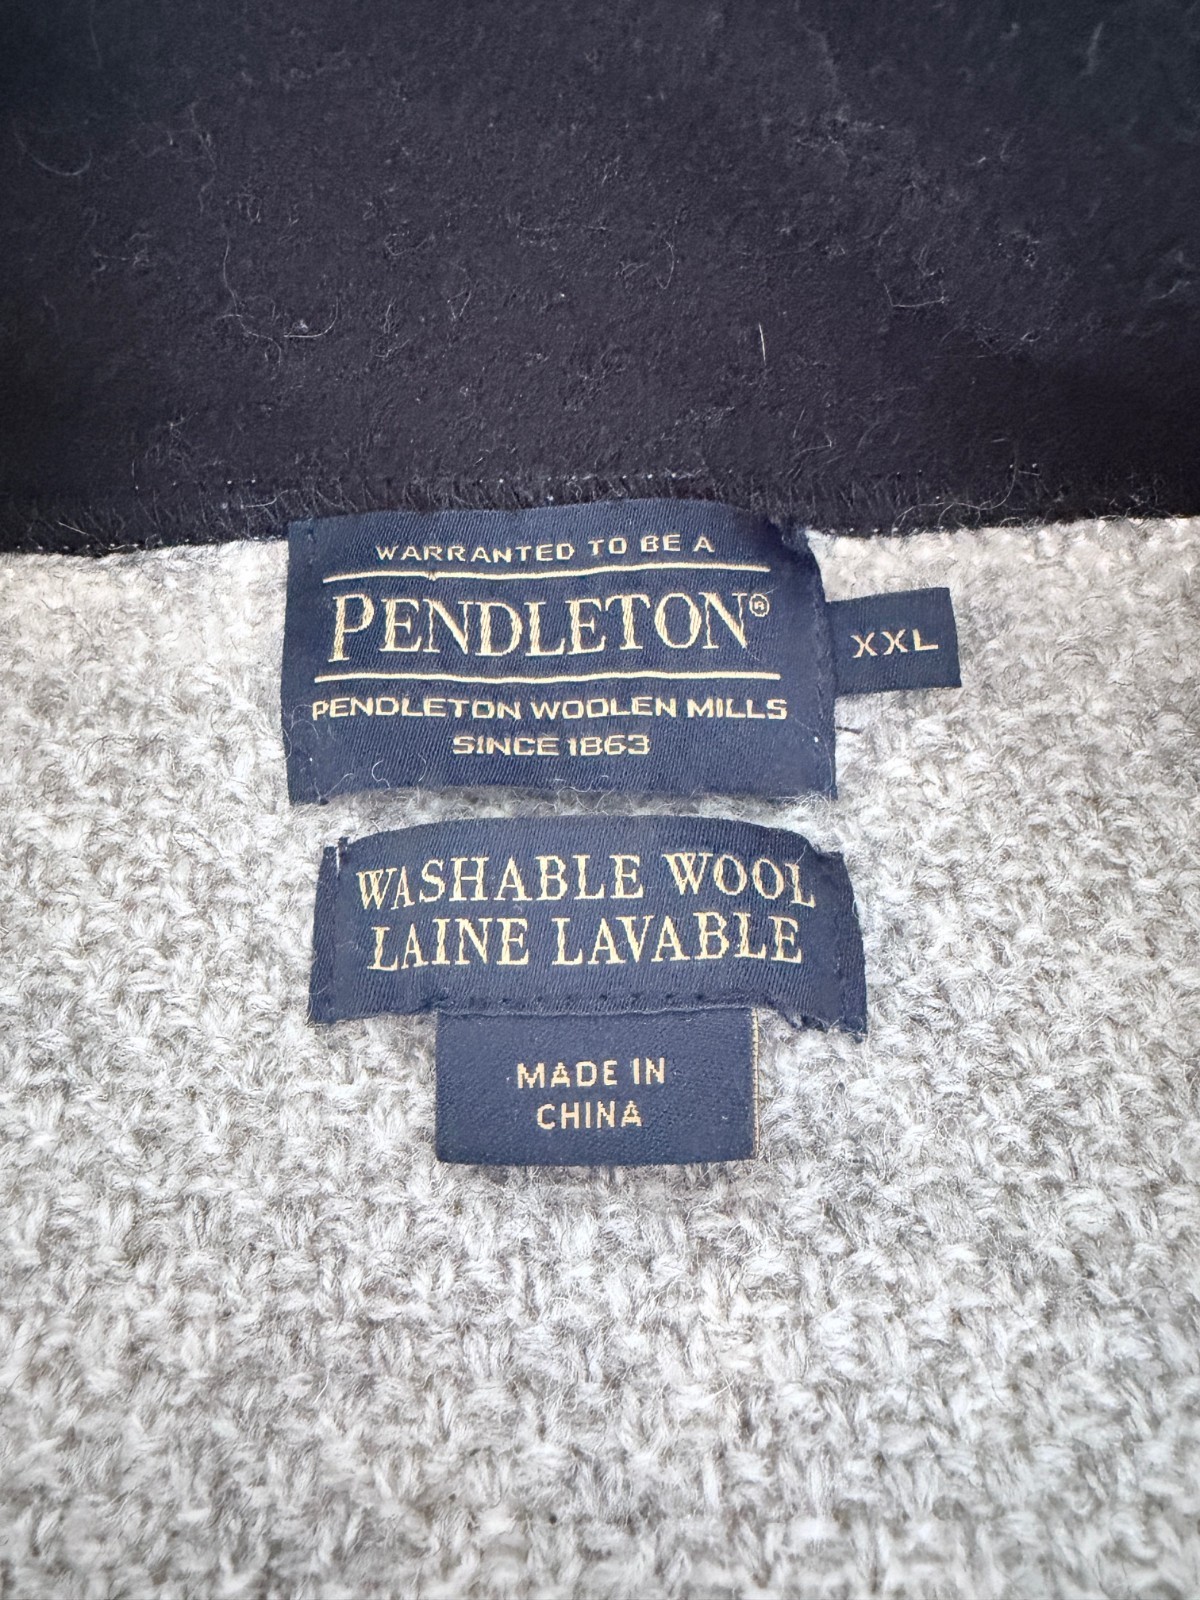 WARRANTED TO BE A
PENDLETON®
PENDLETON WOOLEN MILLS
SINCE 1863
XXL
WASHABLE WOOL
LAINE LAVABLE
MADE IN
CHINA